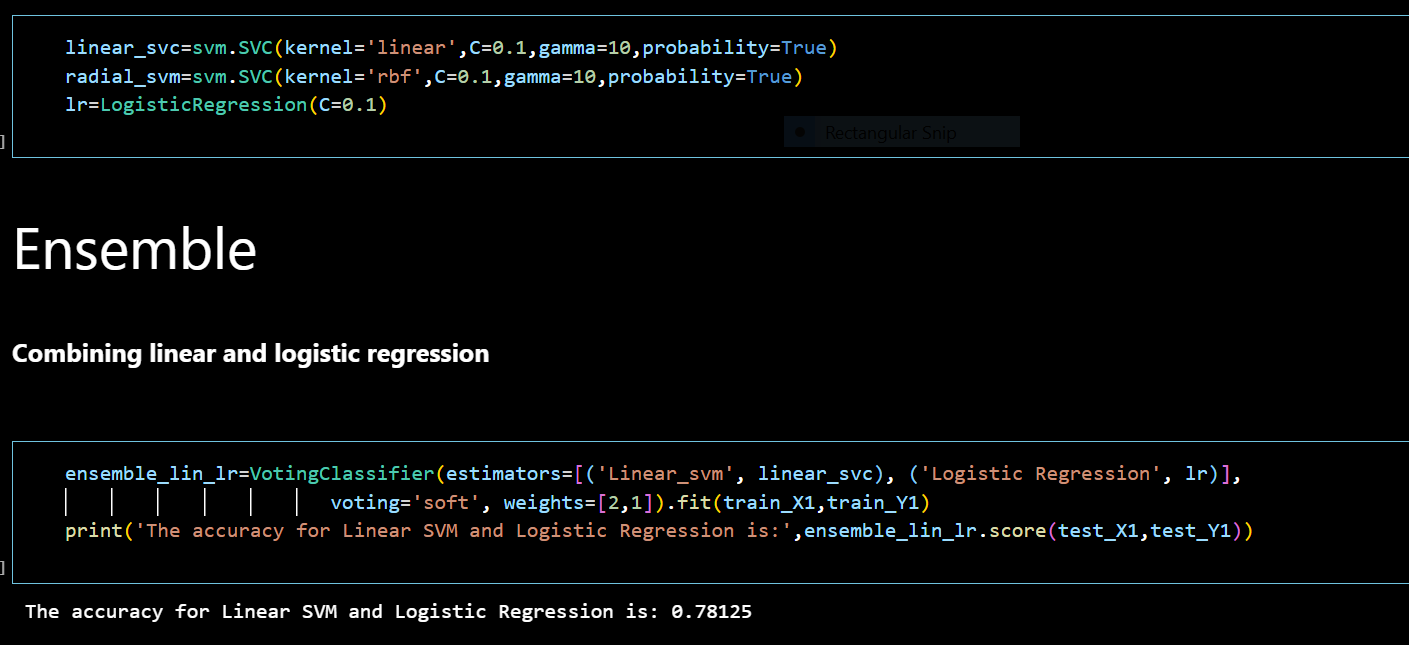 linear_svc=svm.SVC(kernel='linear',C=0.1,gamma=10,probability=True)
radial_svm=svm.SVC(kernel='rbf',C=0.1,gamma=10,probability=True)
lr=LogisticRegression(C=0.1)
Rectangular Snip
]
Ensemble
Combining linear and logistic regression
ensemble_lin_lr=VotingClassifier(estimators=[('Linear_svm', linear_svc), ('Logistic Regression', lr)],
voting='soft', weights=[2,1]).fit(train_X1,train_Y1)
print('The accuracy for Linear SVM and Logistic Regression is:',ensemble_lin_lr.score(test_X1,test_Y1))
]
The accuracy for Linear SVM and Logistic Regression is: 0.78125